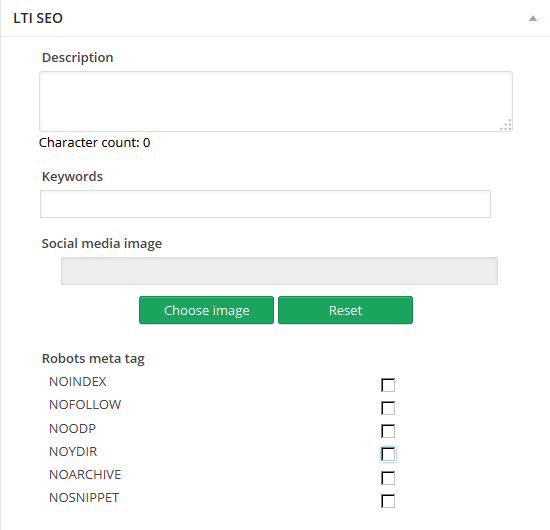 LTI SEO
Description
Character count: 0
Keywords
Social media image
Choose image
Reset
Robots meta tag
NOINDEX
NOFOLLOW
NOODP
NOYDIR
NOARCHIVE
NOSNIPPET